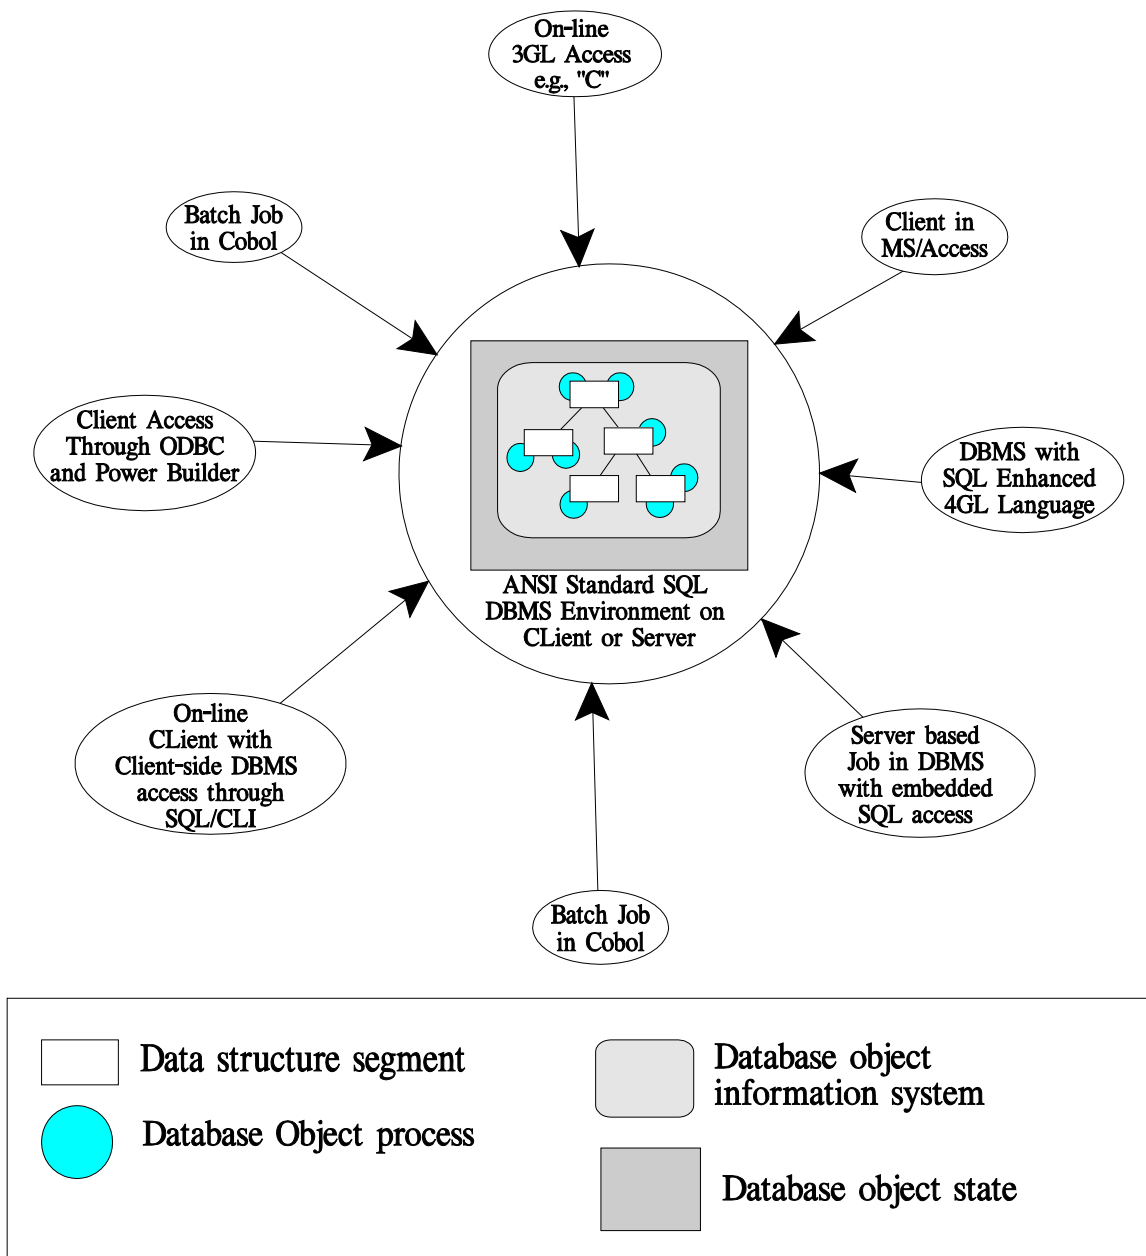 On-line
3GL Access
e.g., "C"
Batch Job
in Cobol
Client in
MS/Access
Client Access
Through ODBC
and Power Builder
DBMS with
SQL Enhanced
4GL Language
ANSI Standard SQL
DBMS Environment on
CLient or Server
On-line
CLient with
Client-side DBMS
access through
SQL/CLI
Server based
Job in DBMS
with embedded
SQL access
Batch Job
in Cobol
Data structure segment
Database Object process
Database object
information system
Database object state